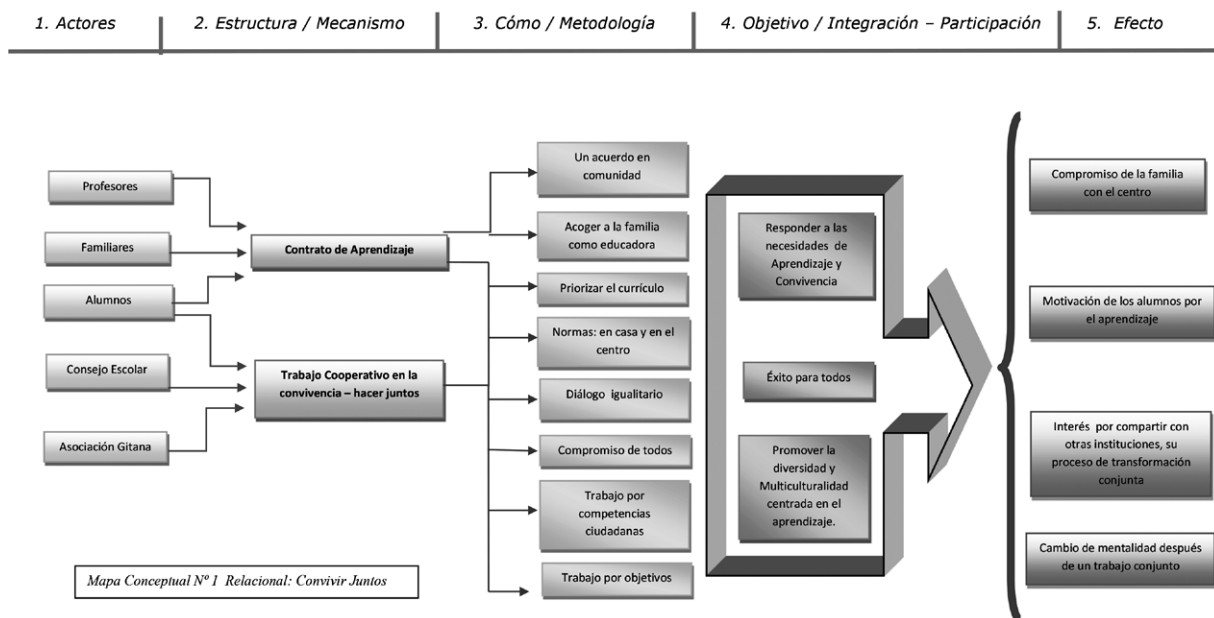 1. Actores
2. Estructura / Mecanismo
3. Cómo / Metodología
4. Objetivo / Integración – Participación
5. Efecto
Profesores
Familiares
Alumnos
Consejo Escolar
Asociación Gitana
Contrato de Aprendizaje
Trabajo Cooperativo en la
convivencia – hacer juntos
Un acuerdo en
comunidad
Acoger a la familia
como educadora
Priorizar el currículo
Normas: en casa y en el
centro
Diálogo igualitario
Compromiso de todos
Trabajo por
competencias
ciudadanas
Trabajo por objetivos
Responder a las
necesidades de
Aprendizaje y
Convivencia
Éxito para todos
Promover la
diversidad y
Multiculturalidad
centrada en el
aprendizaje.
Compromiso de la familia
con el centro
Motivación de los alumnos por
el aprendizaje
Interés por compartir con
otras instituciones, su
proceso de transformación
conjunta
Cambio de mentalidad después
de un trabajo conjunto
Mapa Conceptual Nº 1 Relacional: Convivir Juntos